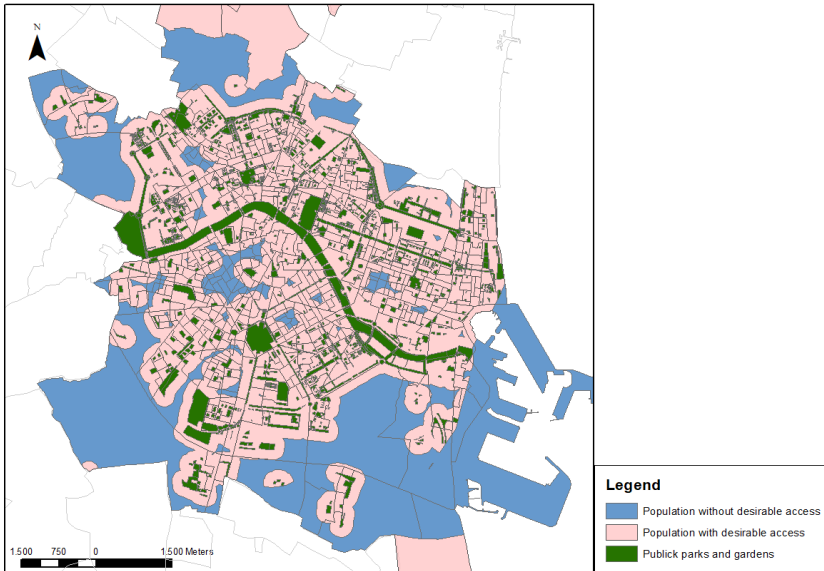 N
1.500 750 0 1.500 Meters
Legend
Population without desirable access
Population with desirable access
Publick parks and gardens